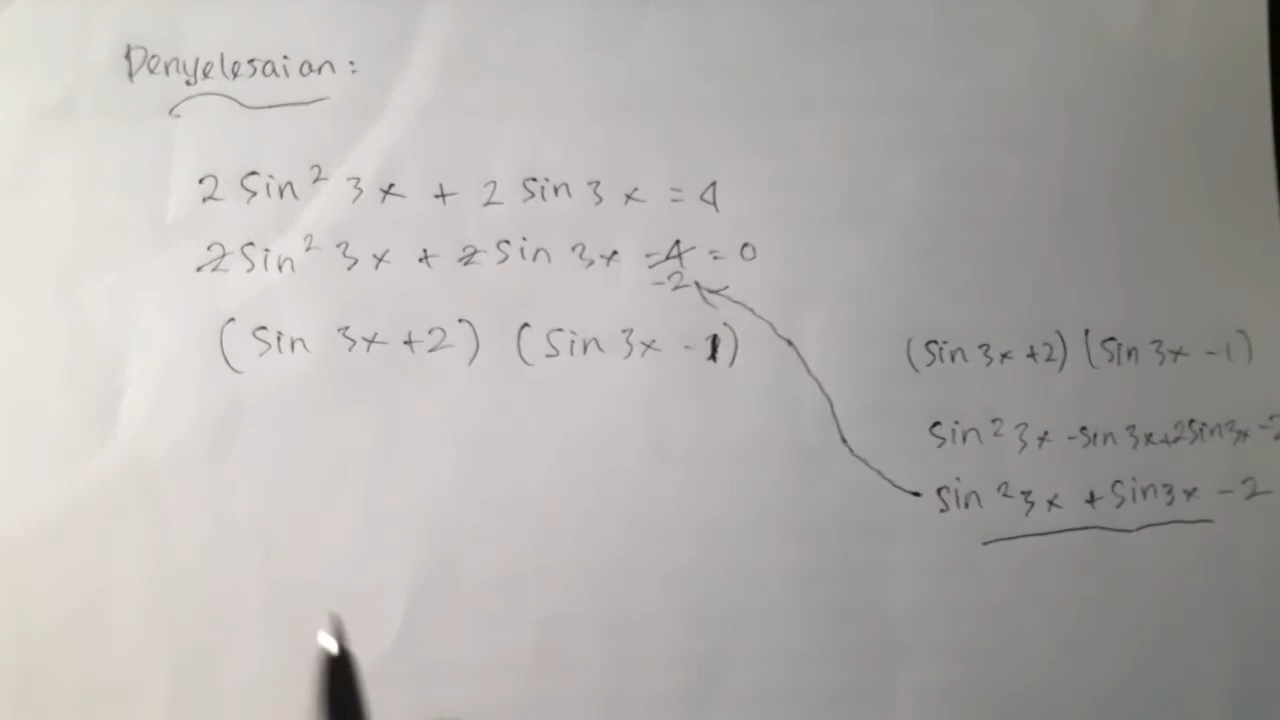 Penyelesaian:
2 sin² 3x + 2 sin 3x = 4
2 sin² 3x + 2 sin 3x -4 = 0
-2
(sin 3x +2) (sin 3x -1)
(sin 3x +2) (sin 3x -1)
sin² 3x -sin 3x +2 sin 3x -2
sin² 3x + sin 3x -2